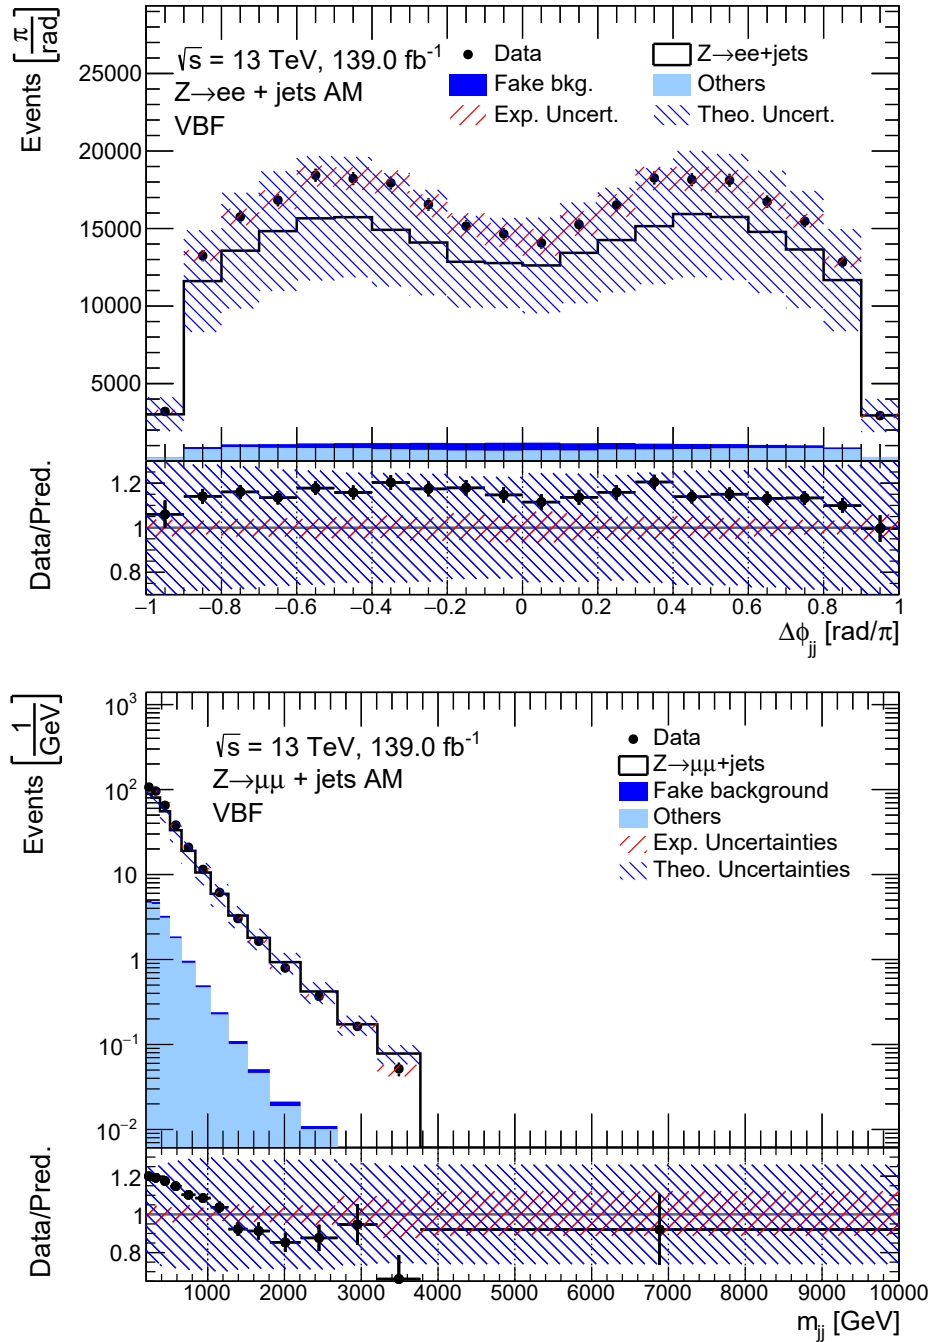 Events [π/rad]
√s = 13 TeV, 139.0 fb⁻¹
Z→ee + jets AM
VBF
Data
Z→ee+jets
Fake bkg.
Others
Exp. Uncert.
Theo. Uncert.
25000
20000
15000
10000
5000
Data/Pred.
1.2
1
0.8
−1 −0.8 −0.6 −0.4 −0.2 0 0.2 0.4 0.6 0.8 1
Δϕjj [rad/π]
Events [1/GeV]
√s = 13 TeV, 139.0 fb⁻¹
Z→μμ + jets AM
VBF
Data
Z→μμ+jets
Fake background
Others
Exp. Uncertainties
Theo. Uncertainties
10³
10²
10
1
10⁻¹
10⁻²
Data/Pred.
1.2
1
0.8
1000 2000 3000 4000 5000 6000 7000 8000 9000 10000
mjj [GeV]